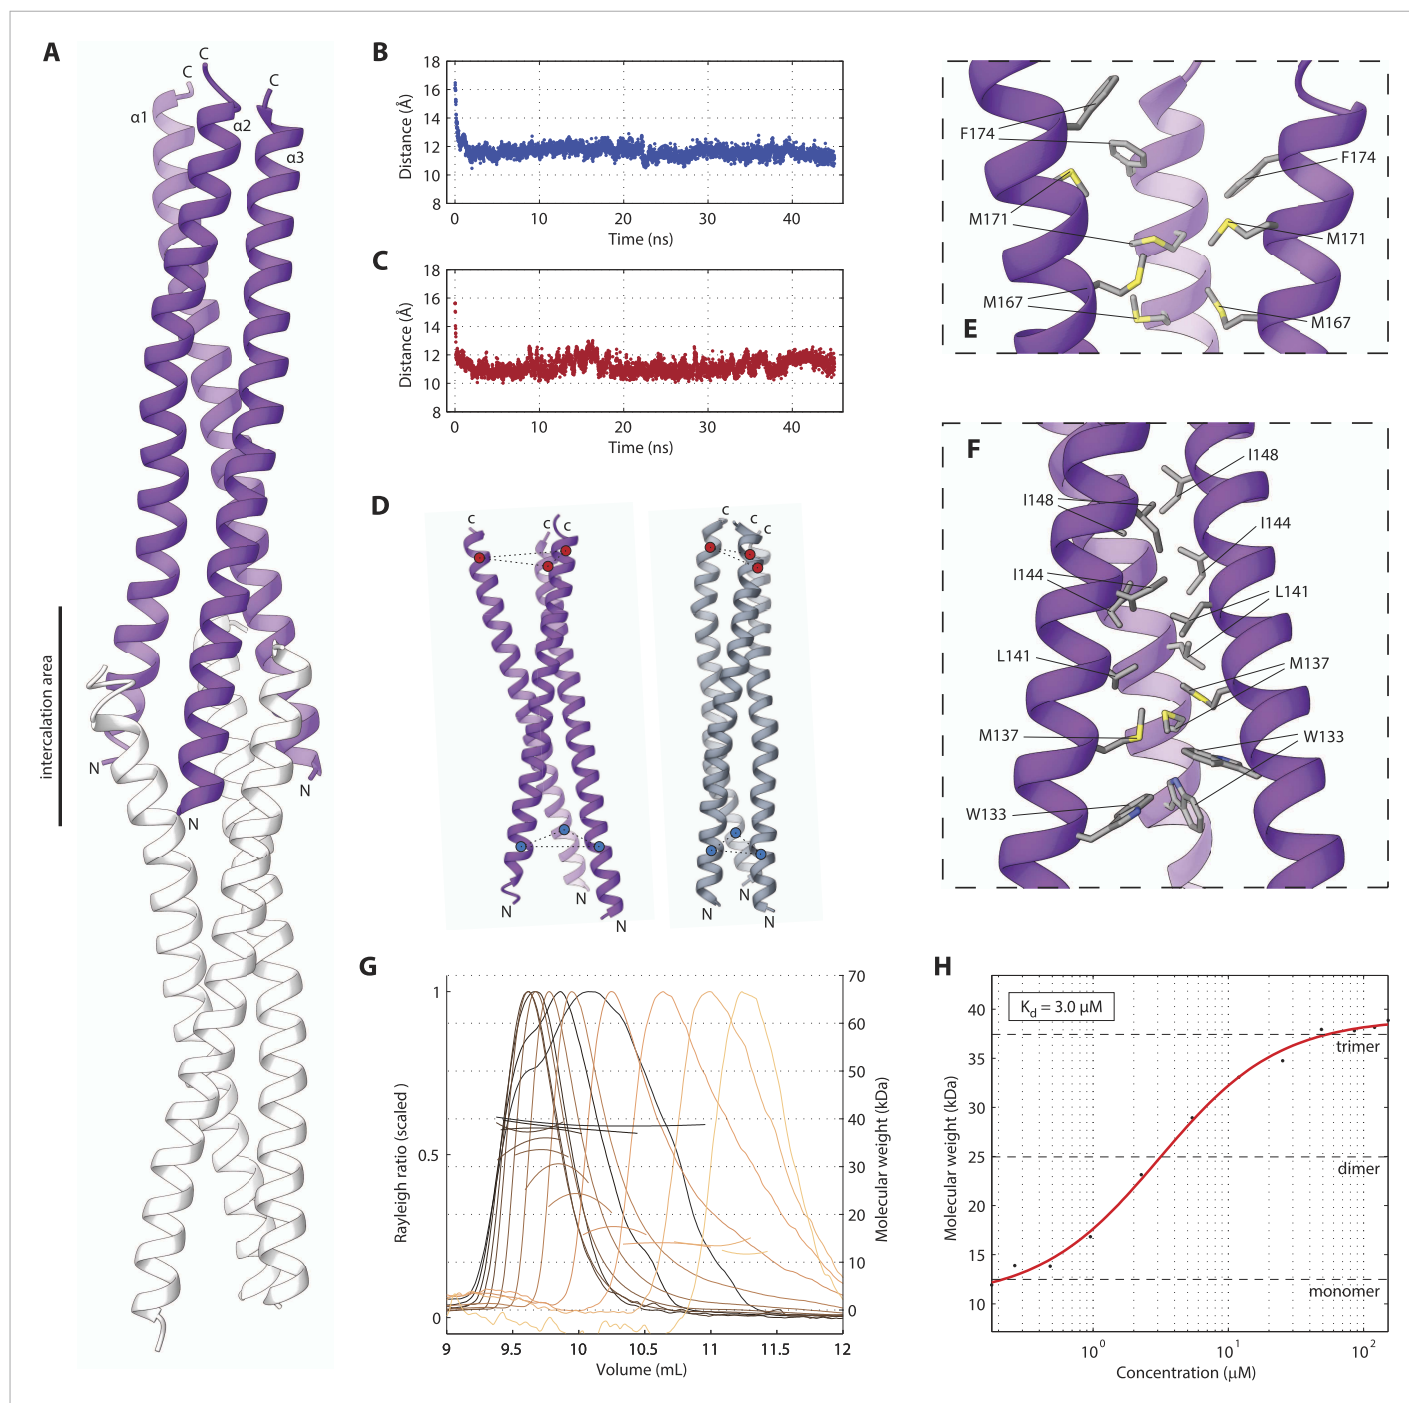 A
C
C
α1
α2
α3
intercalation area
N
N
N
B
18
16
14
12
10
8
Distance (Å)
0
10
20
30
40
Time (ns)
C
18
16
14
12
10
8
Distance (Å)
0
10
20
30
40
Time (ns)
D
C
C
C
N
N
N
C
C
C
N
N
N
E
F174
F174
M171
M171
M167
M167
F
I148
I148
I144
I144
L141
L141
M137
M137
W133
W133
G
1
0.5
0
Rayleigh ratio (scaled )
70
60
50
40
30
20
10
0
Molecular weight (kDa)
9
9.5
10
10.5
11
11.5
12
Volume (mL)
H
Kd = 3.0 µM
40
35
30
25
20
15
10
Molecular weight (kDa)
trimer
dimer
monomer
10⁰
10¹
10²
Concentration (µM)